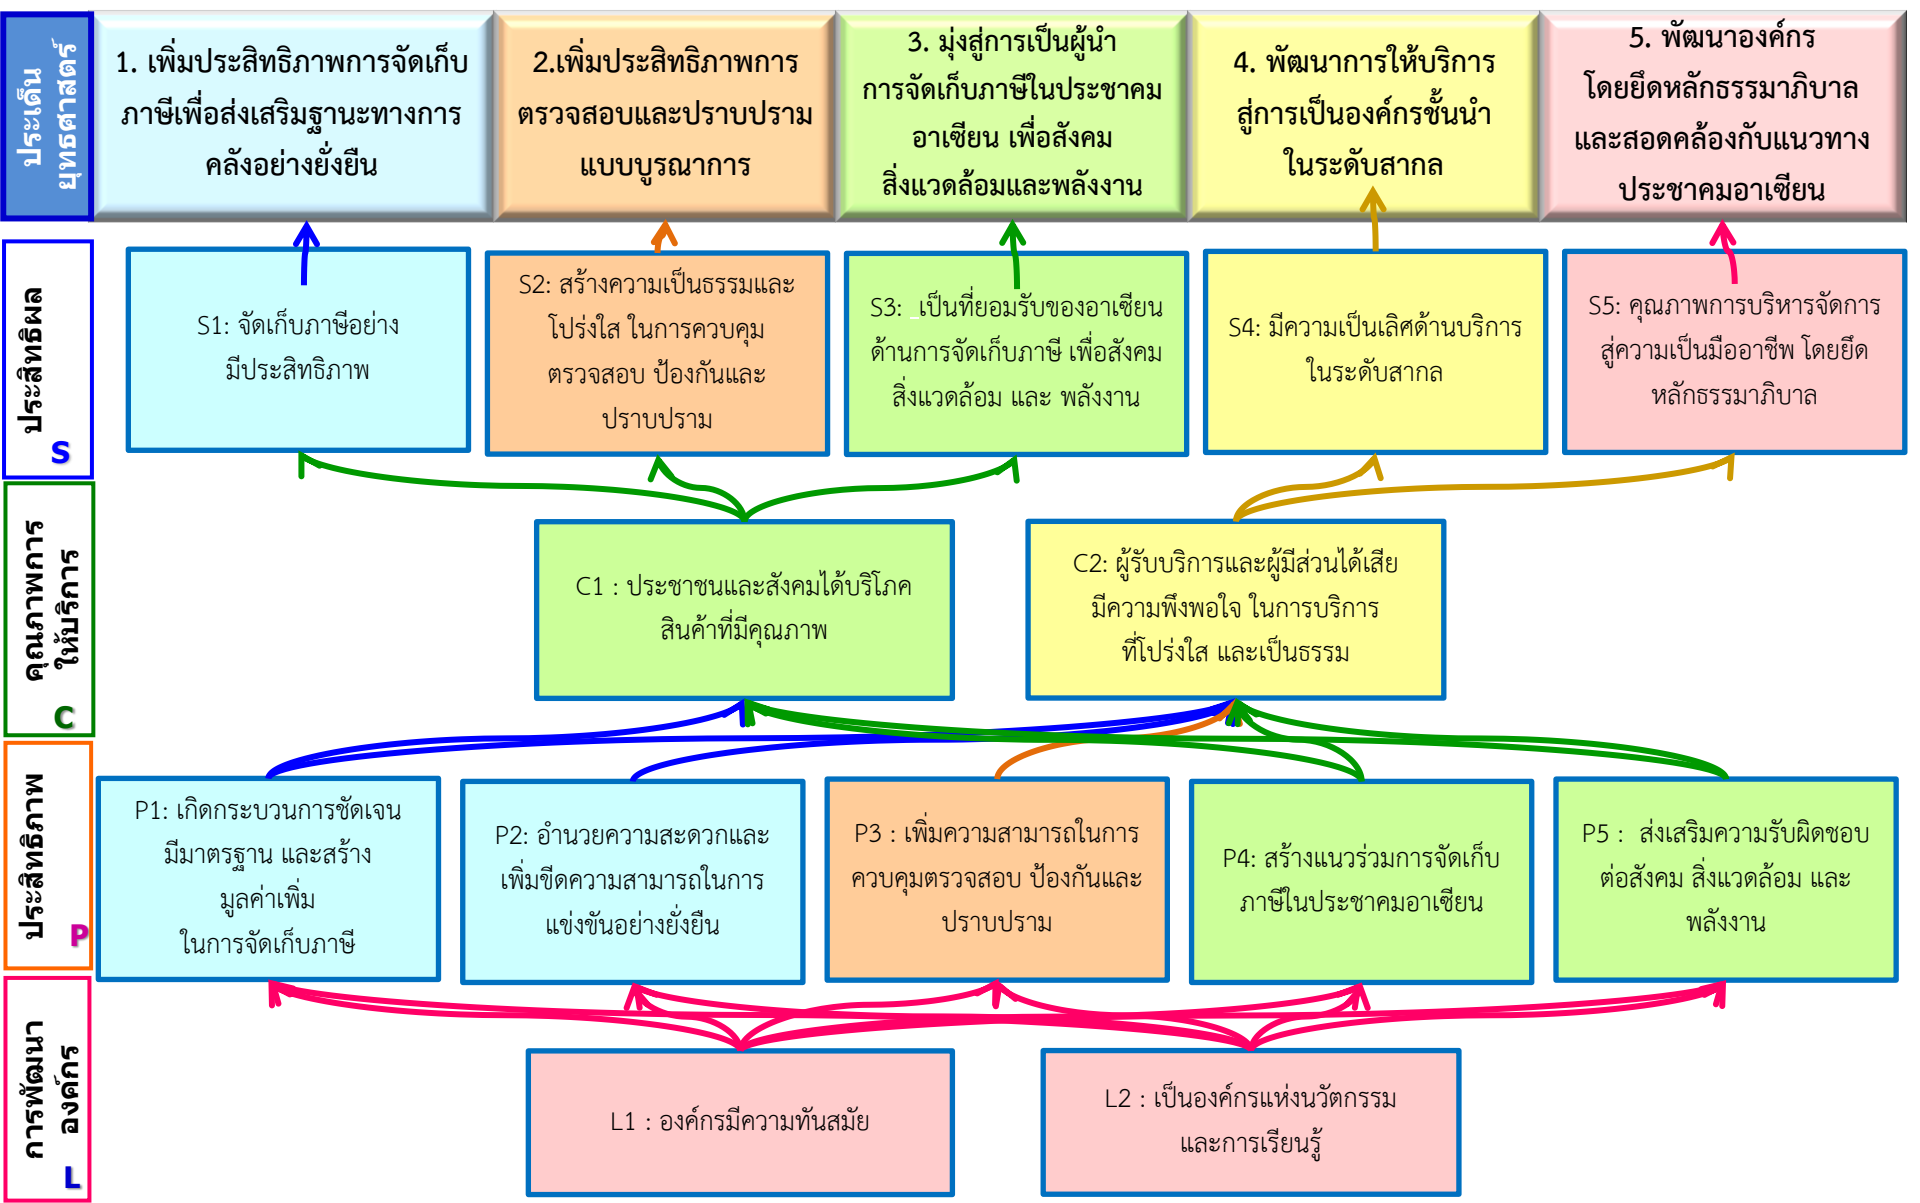 ประเด็น
ยุทธศาสตร์
1. เพิ่มประสิทธิภาพการจัดเก็บ
ภาษีเพื่อส่งเสริมฐานะทางการ
คลังอย่างยั่งยืน
2.เพิ่มประสิทธิภาพการ
ตรวจสอบและปราบปราม
แบบบูรณาการ
3. มุ่งสู่การเป็นผู้นำ
การจัดเก็บภาษีในประชาคม
อาเซียน เพื่อสังคม
สิ่งแวดล้อมและพลังงาน
4. พัฒนาการให้บริการ
สู่การเป็นองค์กรชั้นนำ
ในระดับสากล
5. พัฒนาองค์กร
โดยยึดหลักธรรมาภิบาล
และสอดคล้องกับแนวทาง
ประชาคมอาเซียน
ประสิทธิผล
S
S1: จัดเก็บภาษีอย่าง
มีประสิทธิภาพ
S2: สร้างความเป็นธรรมและ
โปร่งใส ในการควบคุม
ตรวจสอบ ป้องกันและ
ปราบปราม
S3: _เป็นที่ยอมรับของอาเซียน
ด้านการจัดเก็บภาษี เพื่อสังคม
สิ่งแวดล้อม และ พลังงาน
S4: มีความเป็นเลิศด้านบริการ
ในระดับสากล
S5: คุณภาพการบริหารจัดการ
สู่ความเป็นมืออาชีพ โดยยึด
หลักธรรมาภิบาล
คุณภาพการ
ให้บริการ
C
C1 : ประชาชนและสังคมได้บริโภค
สินค้าที่มีคุณภาพ
C2: ผู้รับบริการและผู้มีส่วนได้เสีย
มีความพึงพอใจ ในการบริการ
ที่โปร่งใส และเป็นธรรม
ประสิทธิภาพ
P
P1: เกิดกระบวนการชัดเจน
มีมาตรฐาน และสร้าง
มูลค่าเพิ่ม
ในการจัดเก็บภาษี
P2: อำนวยความสะดวกและ
เพิ่มขีดความสามารถในการ
แข่งขันอย่างยั่งยืน
P3 : เพิ่มความสามารถในการ
ควบคุมตรวจสอบ ป้องกันและ
ปราบปราม
P4: สร้างแนวร่วมการจัดเก็บ
ภาษีในประชาคมอาเซียน
P5 : ส่งเสริมความรับผิดชอบ
ต่อสังคม สิ่งแวดล้อม และ
พลังงาน
การพัฒนา
องค์กร
L
L1 : องค์กรมีความทันสมัย
L2 : เป็นองค์กรแห่งนวัตกรรม
และการเรียนรู้